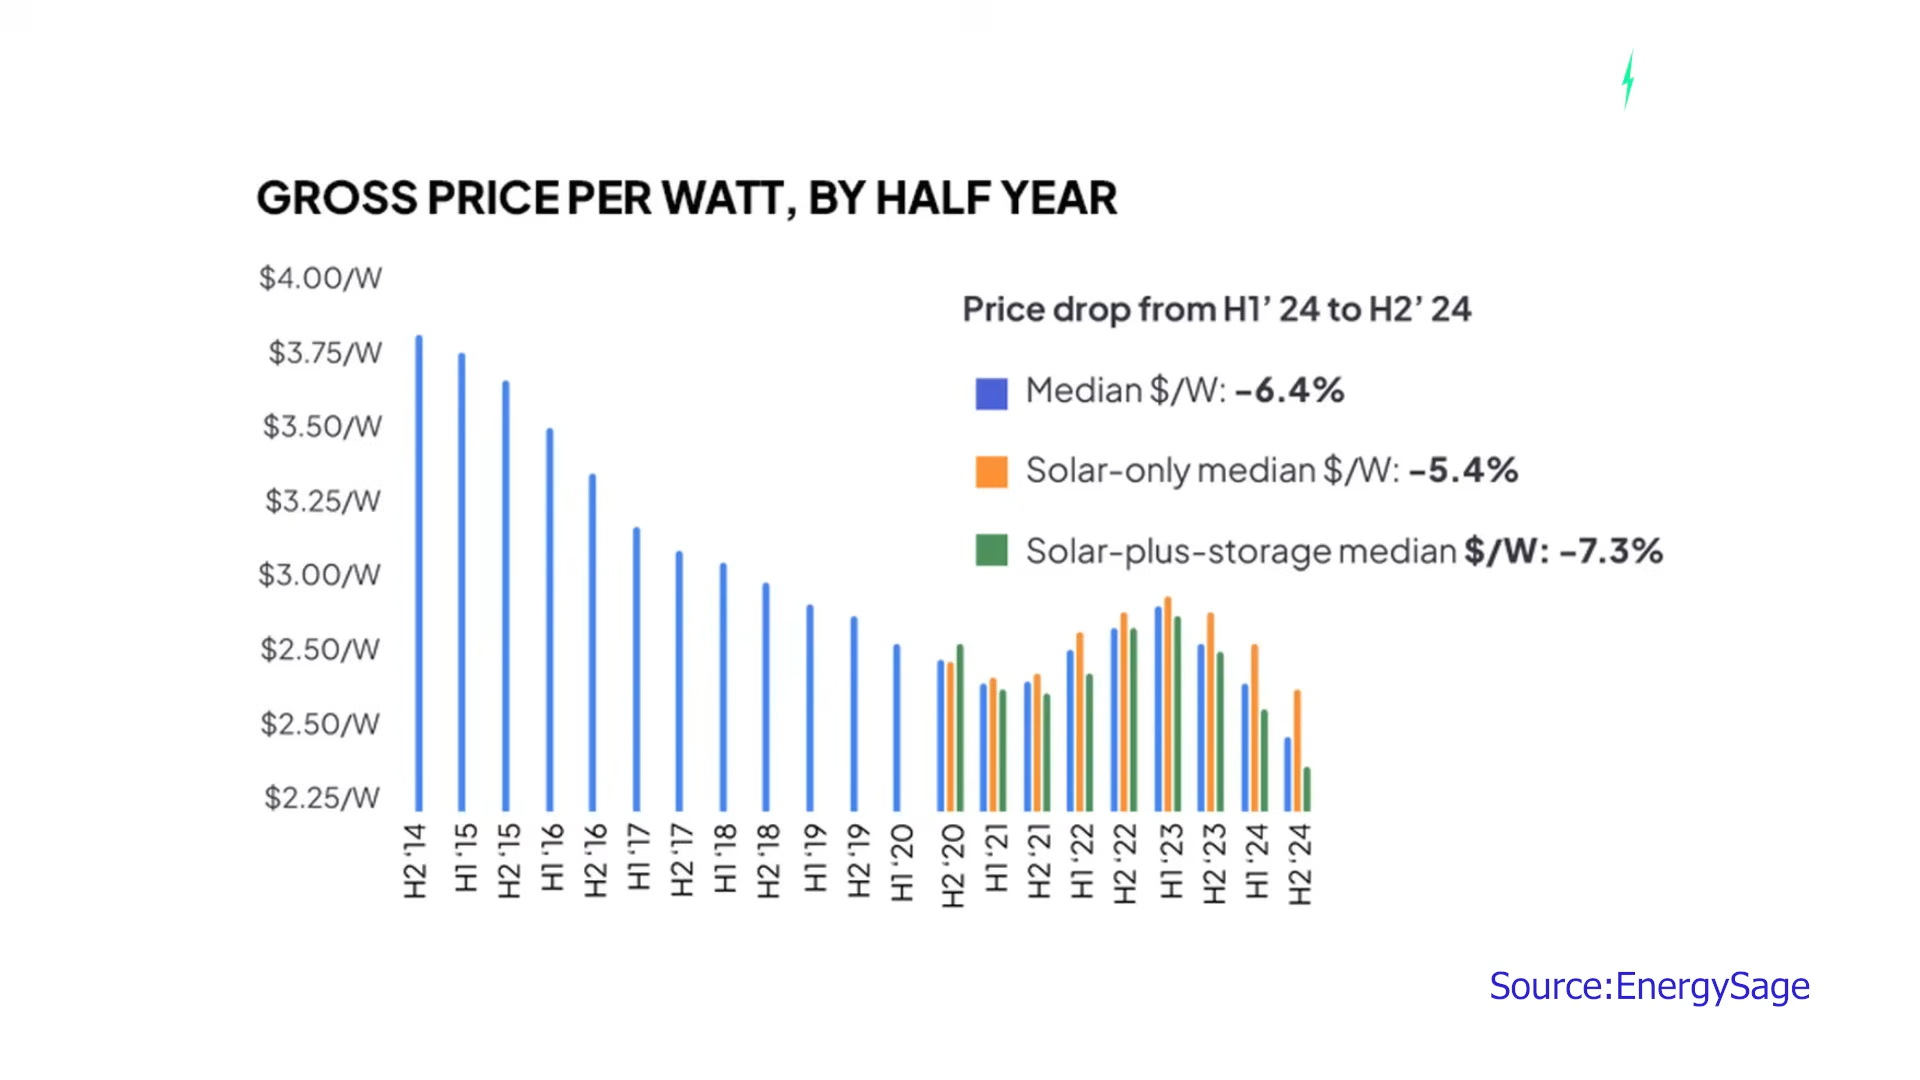 GROSS PRICE PER WATT, BY HALF YEAR
$4.00/W
$3.75/W
$3.50/W
$3.25/W
$3.00/W
$2.50/W
$2.50/W
$2.25/W
Price drop from H1’ 24 to H2’ 24
Median $/W: -6.4%
Solar-only median $/W: -5.4%
Solar-plus-storage median $/W: -7.3%
H2 ‘14
H1 ‘15
H2 ‘15
H1 ‘16
H2 ‘16
H1 ‘17
H2 ‘17
H1 ‘18
H2 ‘18
H1 ‘19
H2 ‘19
H1 ‘20
H2 ‘20
H1 ‘21
H2 ‘21
H1 ‘22
H2 ‘22
H1 ‘23
H2 ‘23
H1 ‘24
H2 ‘24
Source:EnergySage